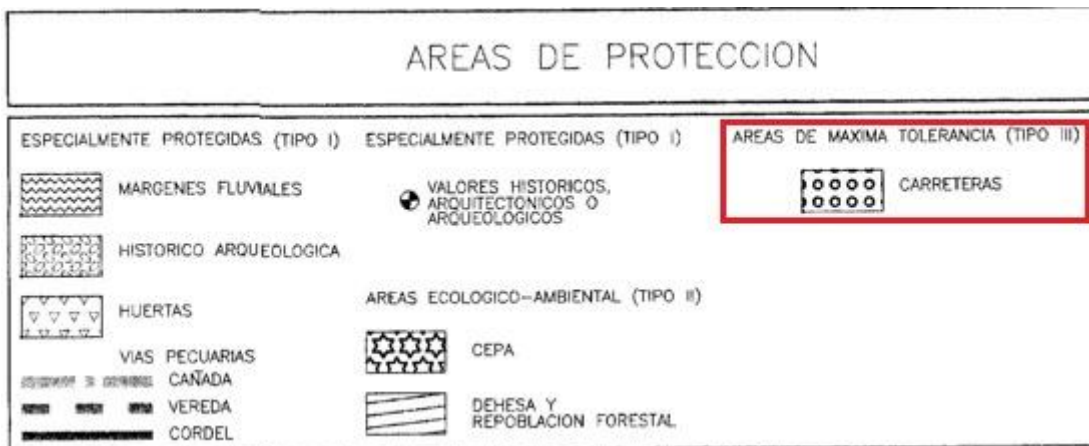 AREAS DE PROTECCION
ESPECIALMENTE PROTEGIDAS (TIPO I)
MARGENES FLUVIALES
HISTORICO ARQUEOLOGICA
HUERTAS
VIAS PECUARIAS
CAÑADA
VEREDA
CORDEL
ESPECIALMENTE PROTEGIDAS (TIPO I)
VALORES HISTORICOS,
ARQUITECTONICOS O
ARQUEOLOGICOS
AREAS ECOLOGICO-AMBIENTAL (TIPO II)
CEPA
DEHESA Y
REPOBLACION FORESTAL
AREAS DE MAXIMA TOLERANCIA (TIPO III)
CARRETERAS